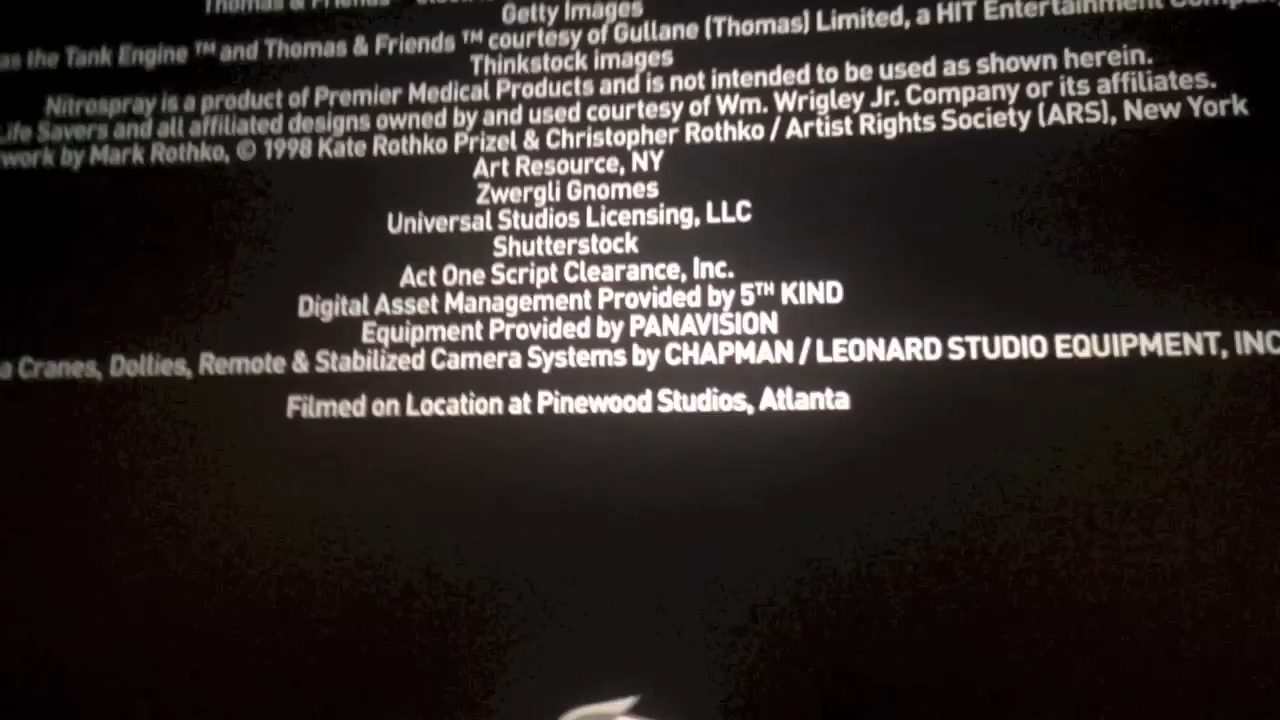 Thomas & Friends
Getty Images
as the Tank Engine ™ and Thomas & Friends ™ courtesy of Gullane (Thomas) Limited, a HIT Entertainment Company
Thinkstock images
Nitrospray is a product of Premier Medical Products and is not intended to be used as shown herein.
Life Savers and all affiliated designs owned by and used courtesy of Wm. Wrigley Jr. Company or its affiliates.
work by Mark Rothko, © 1998 Kate Rothko Prizel & Christopher Rothko / Artist Rights Society (ARS), New York
Art Resource, NY
Zwergli Gnomes
Universal Studios Licensing, LLC
Shutterstock
Act One Script Clearance, Inc.
Digital Asset Management Provided by 5TH KIND
Equipment Provided by PANAVISION
a Cranes, Dollies, Remote & Stabilized Camera Systems by CHAPMAN / LEONARD STUDIO EQUIPMENT, INC
Filmed on Location at Pinewood Studios, Atlanta